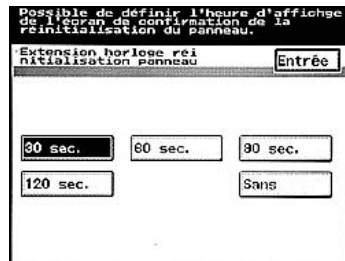 Possible de définir l'heure d'affichge
de l'écran de confirmation de la
réinitialisation du panneau.
Extension horloge réi
nitialisation panneau
Entrée
30 sec. 60 sec. 90 sec.
120 sec. Sans